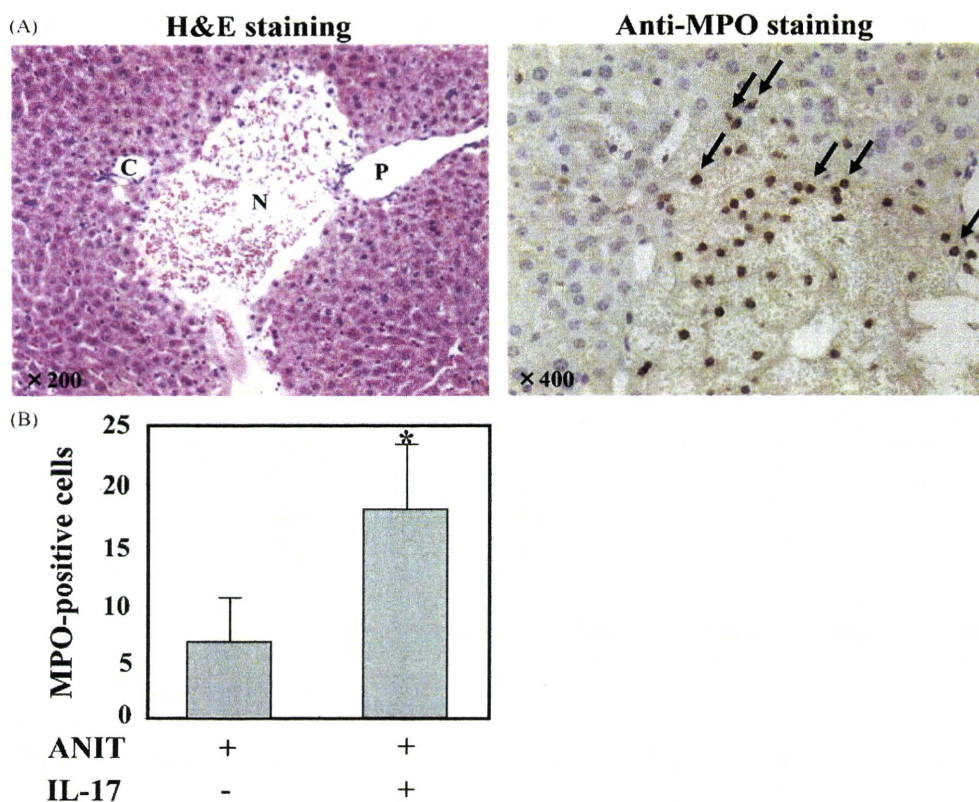 (A)
H&E staining
Anti-MPO staining
C
N
P
× 200
× 400
(B)
MPO-positive cells
25
20
15
10
5
0
*
ANIT + +
IL-17 - +